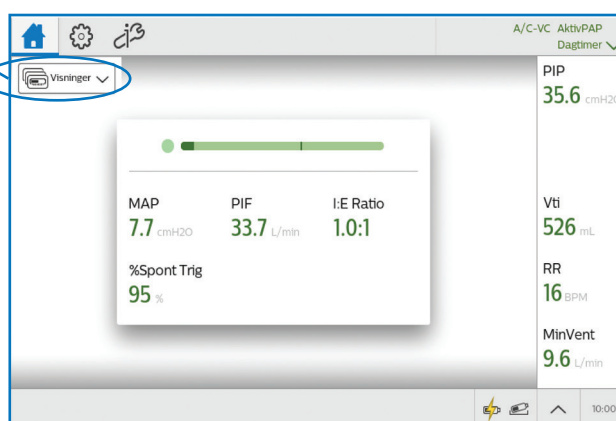 A/C-VC AktivPAP
Dagtimer
Visninger
PIP
35.6 cmH2O
MAP
7.7 cmH2O
PIF
33.7 L/min
I:E Ratio
1.0:1
%Spont Trig
95 %
Vti
526 mL
RR
16 BPM
MinVent
9.6 L/min
10:00